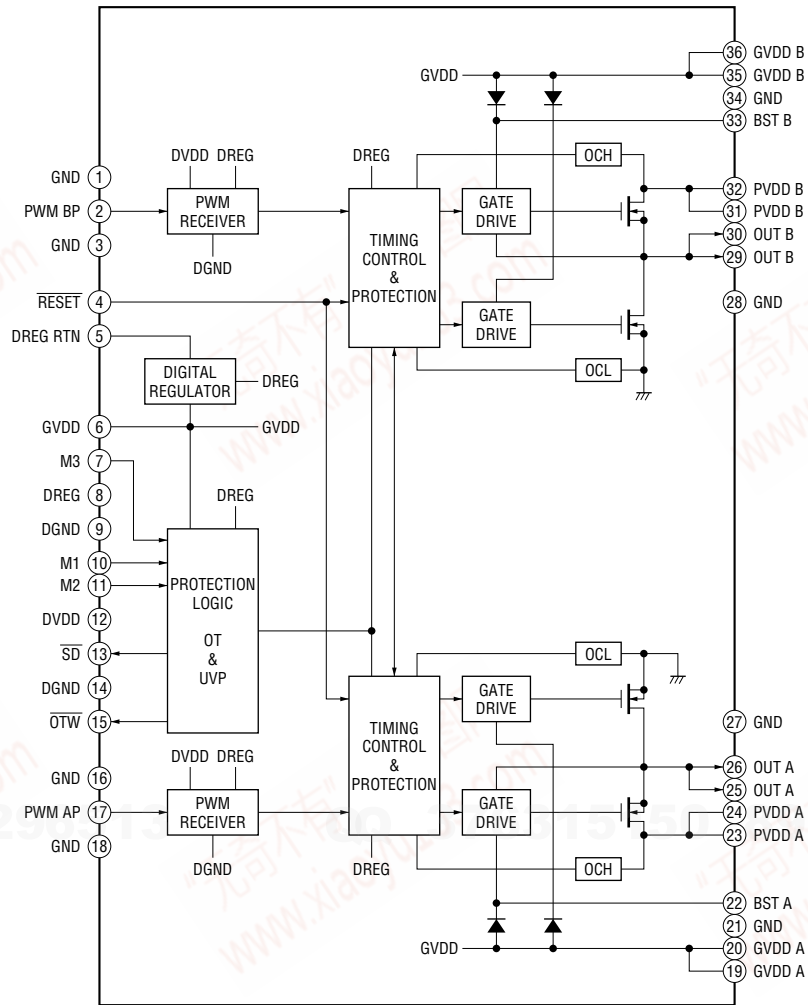 36 GVDD B
GVDD
35 GVDD B
34 GND
33 BST B
OCH
DVDD DREG
DREG
GND 1
32 PVDD B
PWM BP 2
PWM
RECEIVER
TIMING
CONTROL
&
PROTECTION
GATE
DRIVE
31 PVDD B
30 OUT B
GND 3
DGND
29 OUT B
RESET 4
28 GND
GATE
DRIVE
DREG RTN 5
DIGITAL
REGULATOR
DREG
OCL
GVDD 6
GVDD
M3 7
DREG 8
DREG
DGND 9
M1 10
M2 11
PROTECTION
LOGIC
OT
&
UVP
DVDD 12
SD 13
OCL
DGND 14
GATE
DRIVE
OTW 15
27 GND
TIMING
CONTROL
&
PROTECTION
DVDD DREG
GND 16
26 OUT A
25 OUT A
PWM AP 17
PWM
RECEIVER
GATE
DRIVE
24 PVDD A
23 PVDD A
GND 18
DGND
DREG
OCH
22 BST A
21 GND
GVDD
20 GVDD A
19 GVDD A